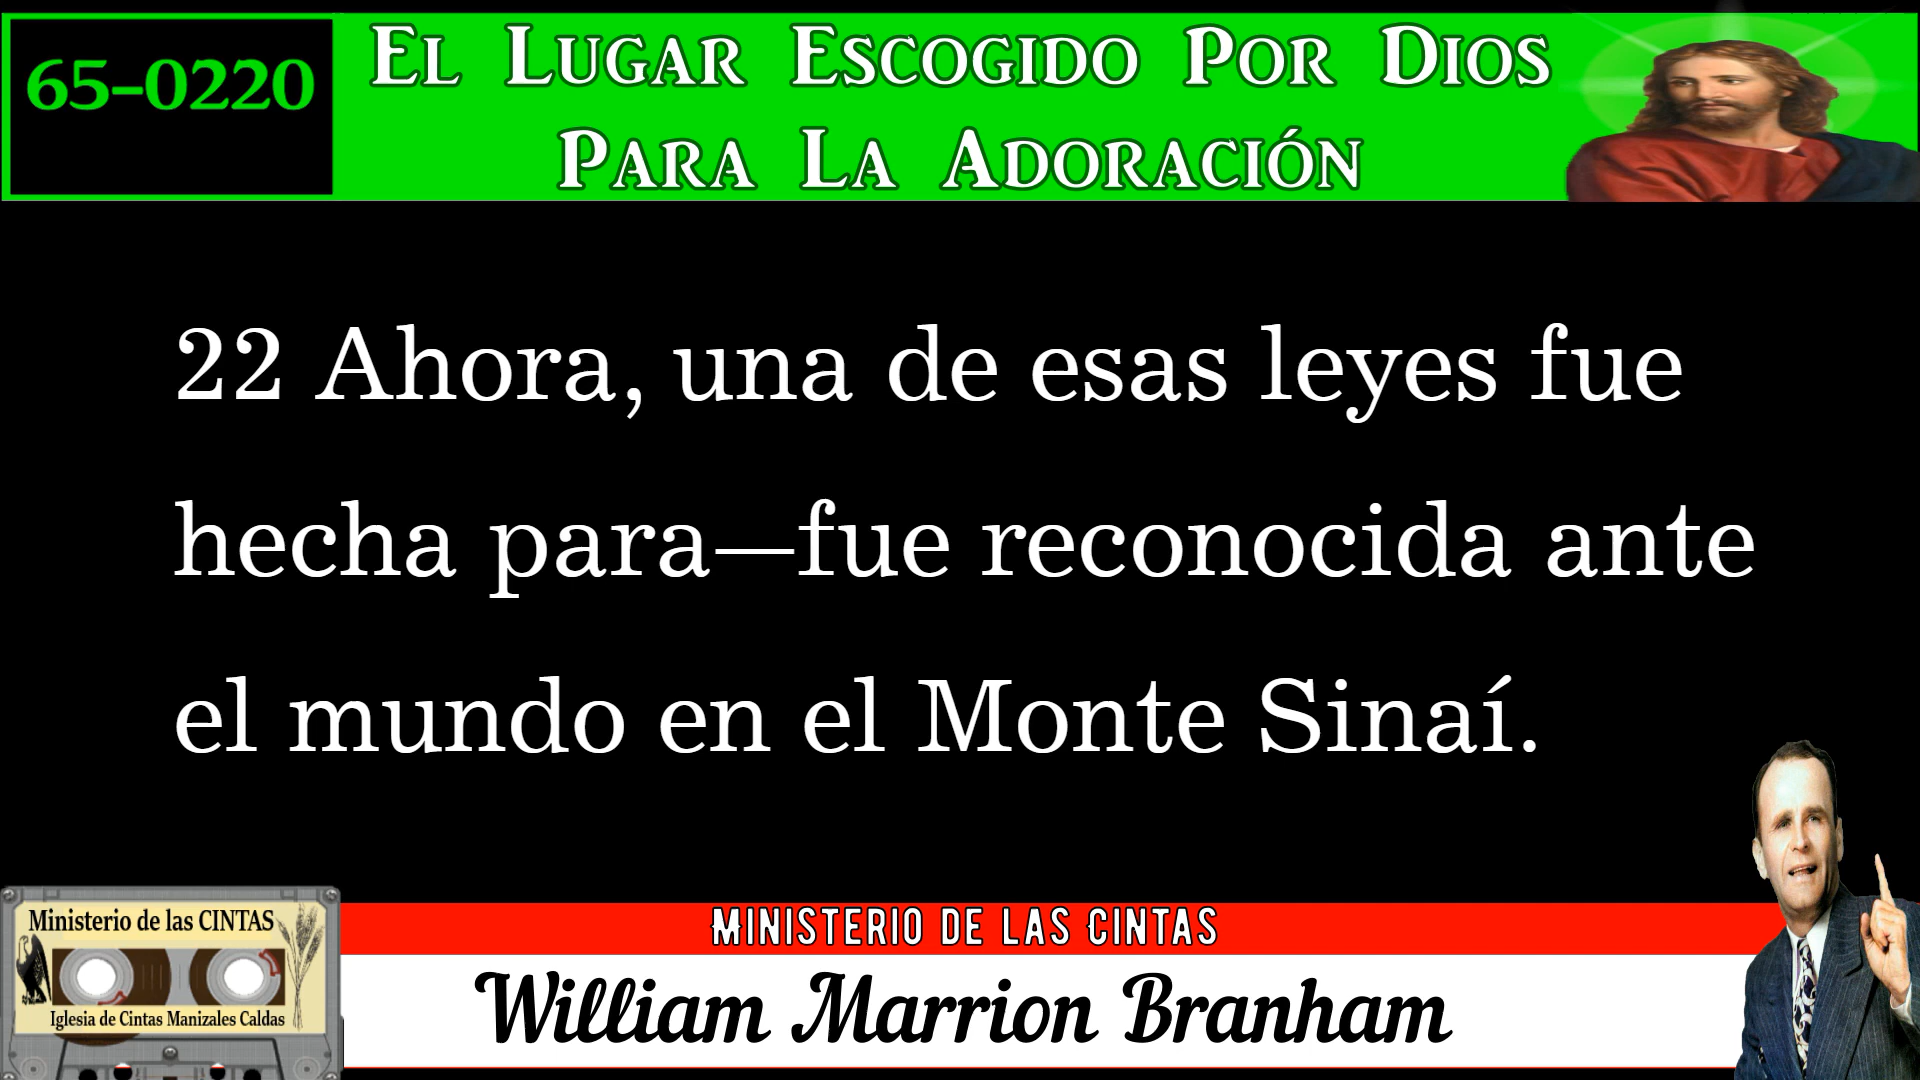 65-0220
El Lugar Escogido Por Dios
Para La Adoración
22 Ahora, una de esas leyes fue
hecha para—fue reconocida ante
el mundo en el Monte Sinaí.
Ministerio de las CINTAS
Iglesia de Cintas Manizales Caldas
MINISTERIO DE LAS CINTAS
William Marrion Branham